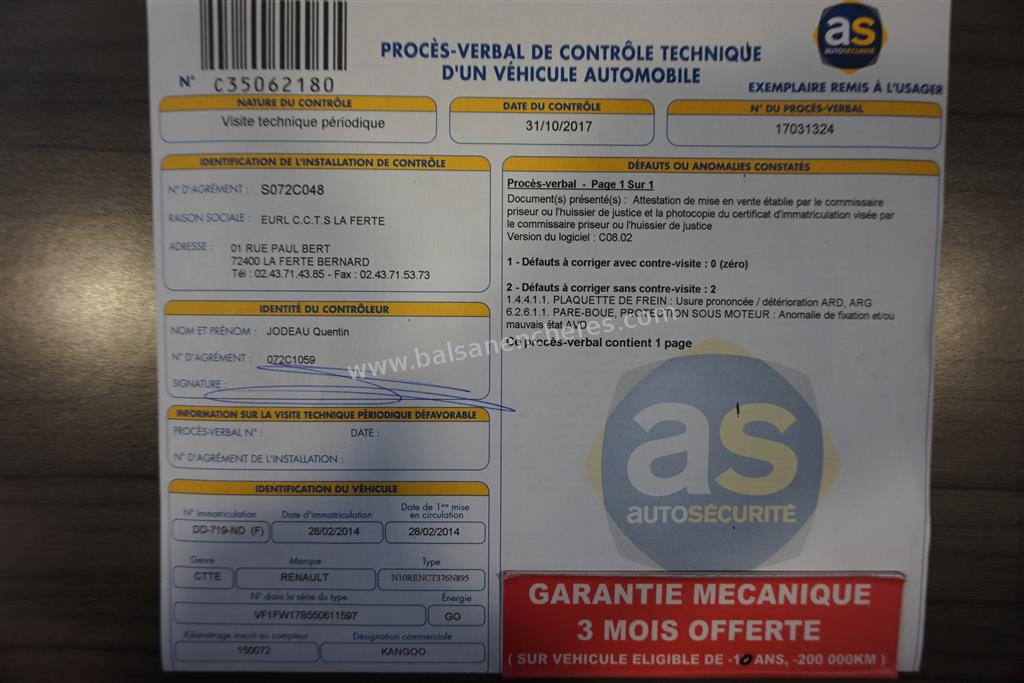 as
AUTOSÉCURITÉ
PROCÈS-VERBAL DE CONTRÔLE TECHNIQUE
D'UN VÉHICULE AUTOMOBILE
N° C35062180
EXEMPLAIRE REMIS À L'USAGER
NATURE DU CONTRÔLE
Visite technique périodique
DATE DU CONTRÔLE
31/10/2017
N° DU PROCÈS-VERBAL
17031324
IDENTIFICATION DE L'INSTALLATION DE CONTRÔLE
N° D'AGRÉMENT : S072C048
RAISON SOCIALE : EURL C.C.T.S LA FERTE
ADRESSE : 01 RUE PAUL BERT
72400 LA FERTE BERNARD
Tél : 02.43.71.43.85 - Fax : 02.43.71.53.73
IDENTITÉ DU CONTRÔLEUR
NOM ET PRÉNOM : JODEAU Quentin
N° D'AGRÉMENT : 072C1059
SIGNATURE :
INFORMATION SUR LA VISITE TECHNIQUE PÉRIODIQUE DÉFAVORABLE
PROCÈS-VERBAL N° : DATE :
N° D'AGRÉMENT DE L'INSTALLATION :
IDENTIFICATION DU VÉHICULE
N° immatriculation Date d'immatriculation Date de 1ère mise
en circulation
DD-719-ND (F) 28/02/2014 28/02/2014
Genre Marque Type
CTTE RENAULT N10RENCT376N895
N° dans la série du type Énergie
VF1FW17B550611597 GO
Kilométrage inscrit au compteur Désignation commerciale
150072 KANGOO
DÉFAUTS OU ANOMALIES CONSTATÉS
Procès-verbal - Page 1 Sur 1
Document(s) présenté(s) : Attestation de mise en vente établie par le commissaire
priseur ou l'huissier de justice et la photocopie du certificat d'immatriculation visée par
le commissaire priseur ou l'huissier de justice
Version du logiciel : C08.02
1 - Défauts à corriger avec contre-visite : 0 (zéro)
2 - Défauts à corriger sans contre-visite : 2
1.4.4.1.1. PLAQUETTE DE FREIN : Usure prononcée / détérioration ARD, ARG
6.2.6.1.1. PARE-BOUE, PROTECTION SOUS MOTEUR : Anomalie de fixation et/ou
mauvais état AVD
Ce procès-verbal contient 1 page
www.balsanencheres.com
as
AUTOSÉCURITÉ
GARANTIE MECANIQUE
3 MOIS OFFERTE
( SUR VEHICULE ELIGIBLE DE -10 ANS, -200 000KM )